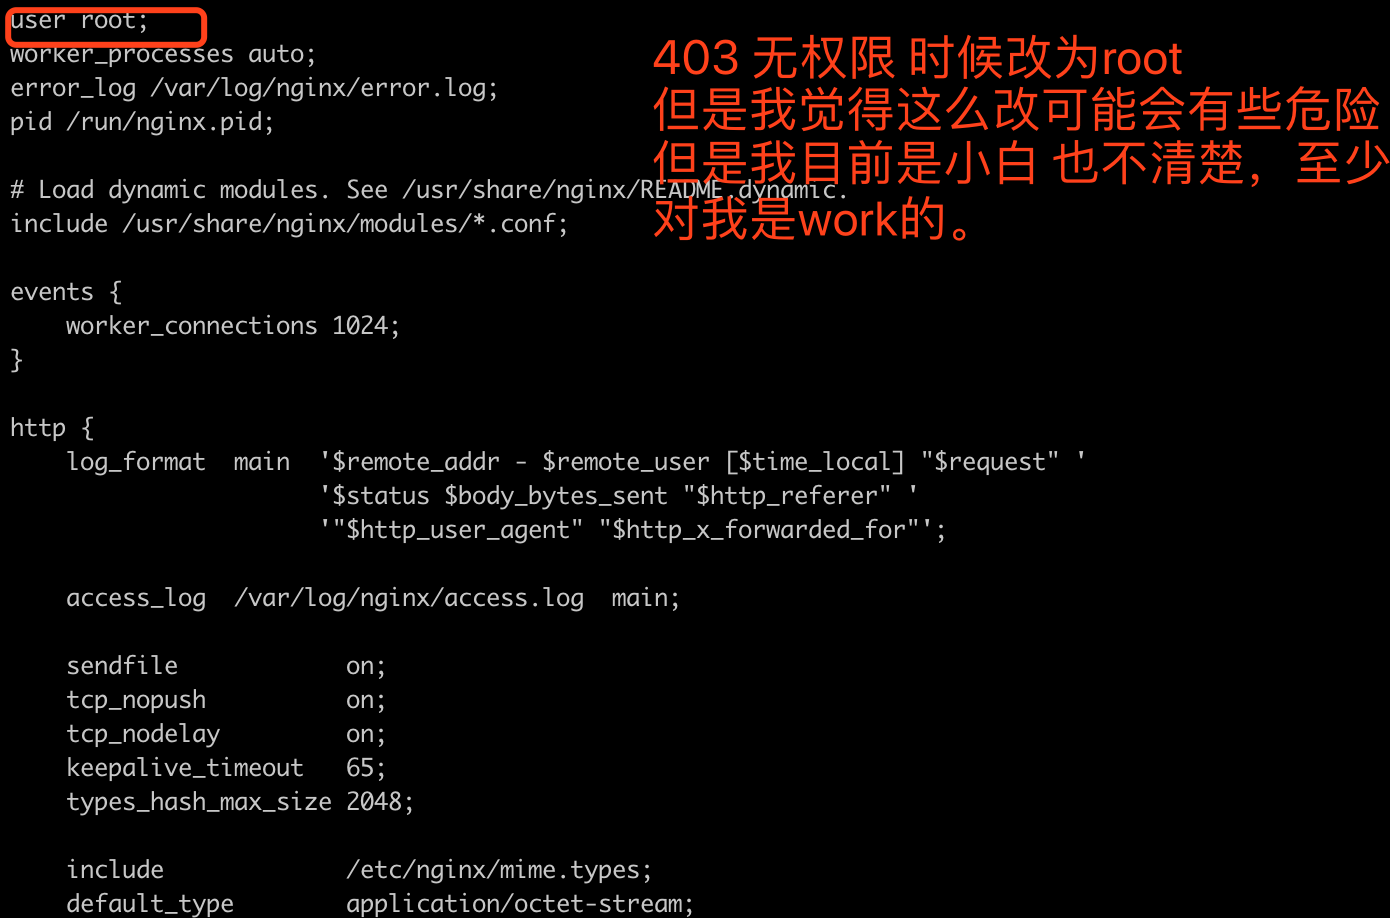 user root;
worker_processes auto;
error_log /var/log/nginx/error.log;
pid /run/nginx.pid;
403 无权限 时候改为root
但是我觉得这么改可能会有些危险
但是我目前是小白 也不清楚，至少
对我是work的。
# Load dynamic modules. See /usr/share/nginx/README.dynamic.
include /usr/share/nginx/modules/*.conf;
events {
    worker_connections 1024;
}
http {
    log_format  main  '$remote_addr - $remote_user [$time_local] "$request" '
                      '$status $body_bytes_sent "$http_referer" '
                      '"$http_user_agent" "$http_x_forwarded_for"';
    access_log  /var/log/nginx/access.log  main;
    sendfile            on;
    tcp_nopush          on;
    tcp_nodelay         on;
    keepalive_timeout   65;
    types_hash_max_size 2048;
    include             /etc/nginx/mime.types;
    default_type        application/octet-stream;